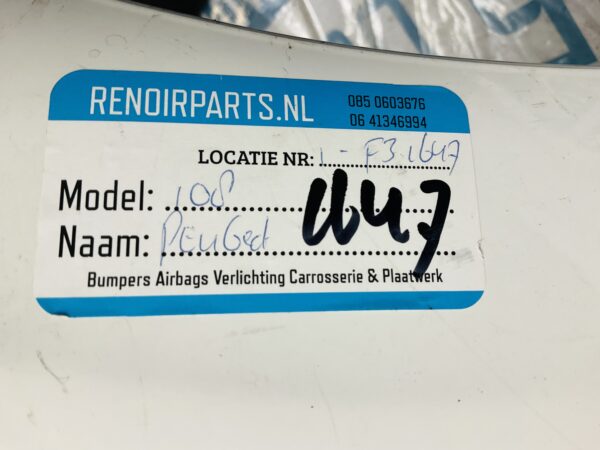 RENOIRPARTS.NL
085 0603676
06 41346994
LOCATIE NR: 1 - F3 1647
Model: 108
1647
Naam: PEUGeot
Bumpers Airbags Verlichting Carrosserie & Plaatwerk